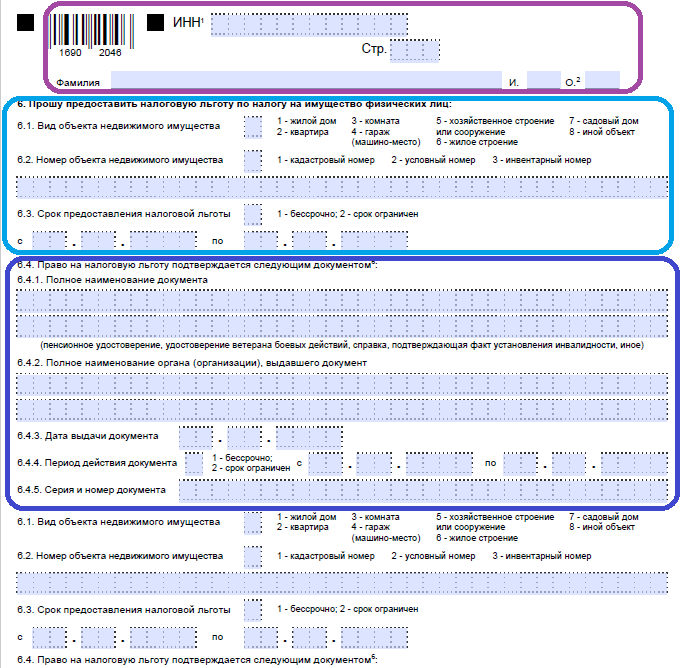 ИНН¹
1690 2046
Стр.
Фамилия И. О.²
6. Прошу предоставить налоговую льготу по налогу на имущество физических лиц:
6.1. Вид объекта недвижимого имущества 1 - жилой дом 3 - комната 5 - хозяйственное строение 7 - садовый дом
2 - квартира 4 - гараж или сооружение 8 - иной объект
(машино-место) 6 - жилое строение
6.2. Номер объекта недвижимого имущества 1 - кадастровый номер 2 - условный номер 3 - инвентарный номер
6.3. Срок предоставления налоговой льготы 1 - бессрочно; 2 - срок ограничен
с . . по . .
6.4. Право на налоговую льготу подтверждается следующим документом⁶:
6.4.1. Полное наименование документа
(пенсионное удостоверение, удостоверение ветерана боевых действий, справка, подтверждающая факт установления инвалидности, иное)
6.4.2. Полное наименование органа (организации), выдавшего документ
6.4.3. Дата выдачи документа . .
6.4.4. Период действия документа 1 - бессрочно; с . . по . .
2 - срок ограничен
6.4.5. Серия и номер документа
6.1. Вид объекта недвижимого имущества 1 - жилой дом 3 - комната 5 - хозяйственное строение 7 - садовый дом
2 - квартира 4 - гараж или сооружение 8 - иной объект
(машино-место) 6 - жилое строение
6.2. Номер объекта недвижимого имущества 1 - кадастровый номер 2 - условный номер 3 - инвентарный номер
6.3. Срок предоставления налоговой льготы 1 - бессрочно; 2 - срок ограничен
с . . по . .
6.4. Право на налоговую льготу подтверждается следующим документом⁶: